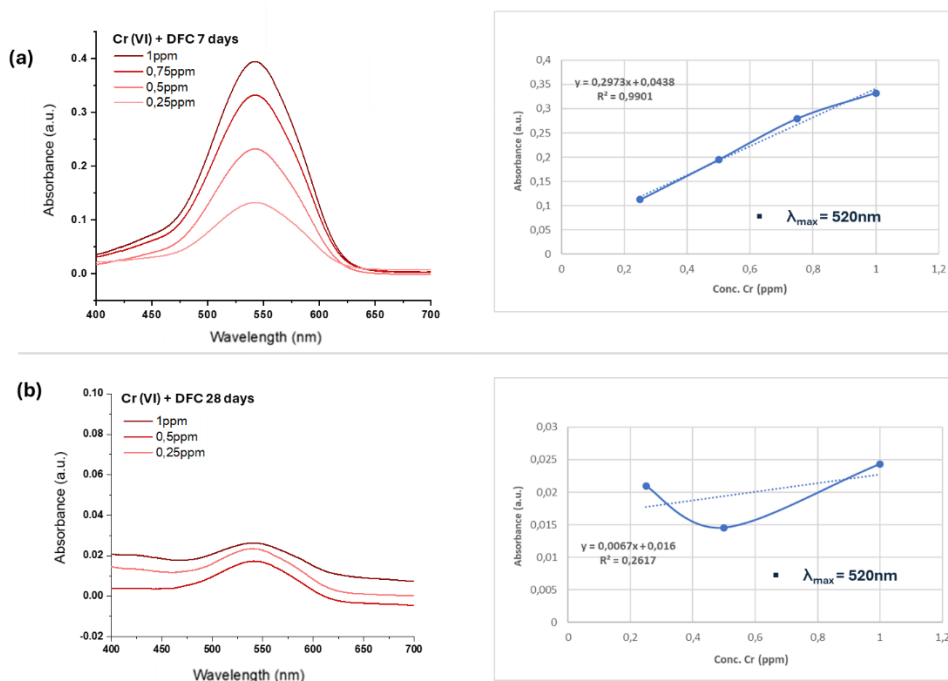 (a)
Cr (VI) + DFC 7 days
1ppm
0,75ppm
0,5ppm
0,25ppm
0.4
0.3
0.2
0.1
0.0
Absorbance (a.u.)
400 450 500 550 600 650 700
Wavelength (nm)
0,4
0,35
0,3
0,25
0,2
0,15
0,1
0,05
0
Absorbance (a.u.)
y = 0,2973x + 0,0438
R² = 0,9901
▪ λmax = 520nm
0 0,2 0,4 0,6 0,8 1 1,2
Conc. Cr (ppm)
(b)
Cr (VI) + DFC 28 days
1ppm
0,5ppm
0,25ppm
0.10
0.08
0.06
0.04
0.02
0.00
-0.02
Absorbance (a.u.)
400 450 500 550 600 650 700
Wavelength (nm)
0,03
0,025
0,02
0,015
0,01
0,005
0
Absorbance (a.u.)
y = 0,0067x + 0,016
R² = 0,2617
▪ λmax = 520nm
0 0,2 0,4 0,6 0,8 1 1,2
Conc. Cr (ppm)